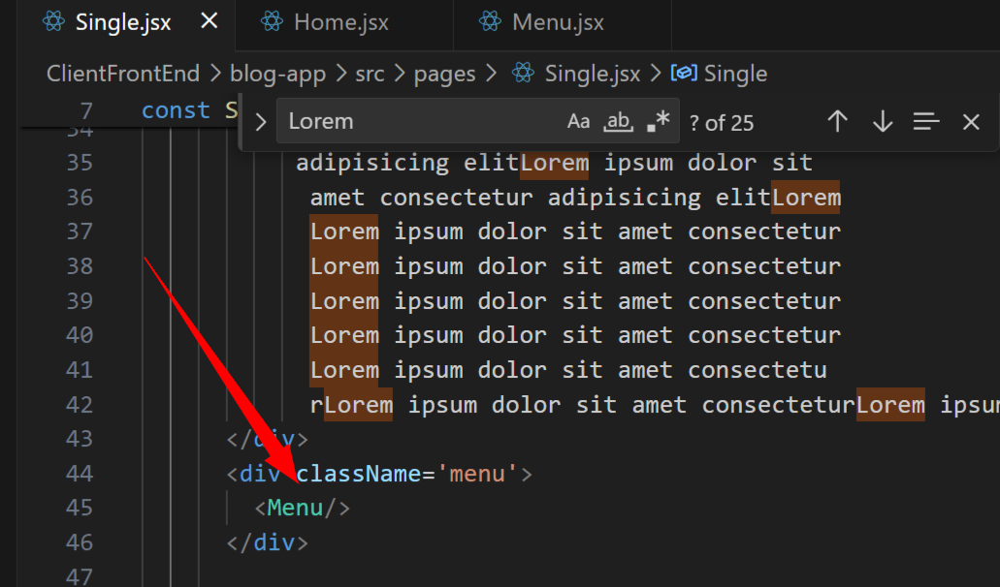 Single.jsx Home.jsx Menu.jsx
ClientFrontEnd > blog-app > src > pages > Single.jsx > Single
7 const S
Lorem Aa ab .* ? of 25
34
35 adipisicing elitLorem ipsum dolor sit
36 amet consectetur adipisicing elitLorem
37 Lorem ipsum dolor sit amet consectetur
38 Lorem ipsum dolor sit amet consectetur
39 Lorem ipsum dolor sit amet consectetur
40 Lorem ipsum dolor sit amet consectetur
41 Lorem ipsum dolor sit amet consectetu
42 rLorem ipsum dolor sit amet consecteturLorem ipsu
43 </div>
44 <div className='menu'>
45 <Menu/>
46 </div>
47